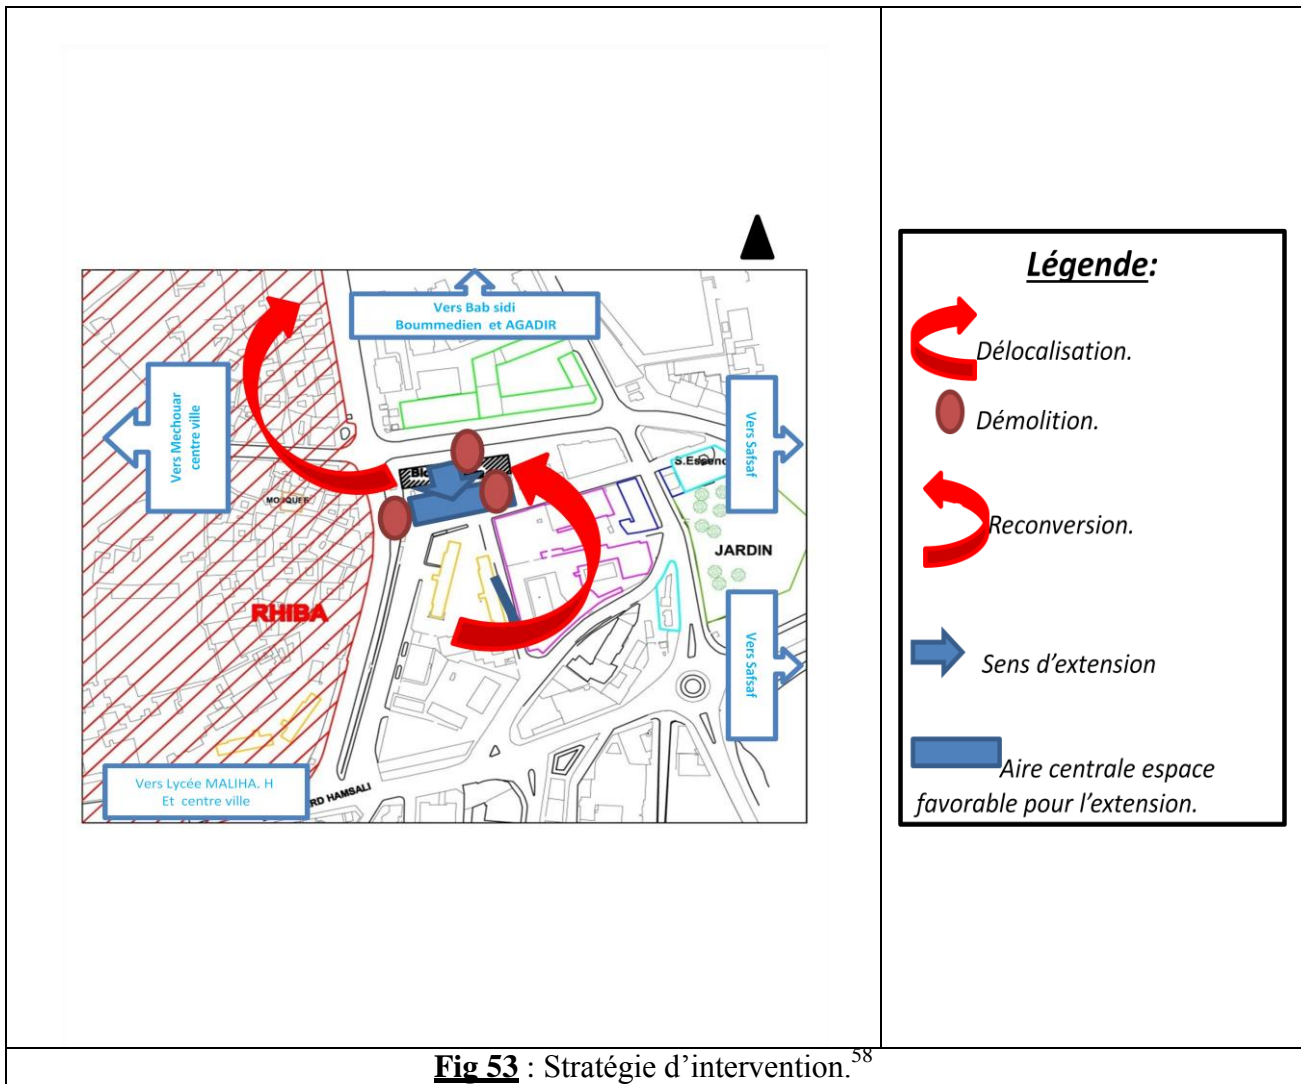 Vers Bab sidi
Boummedien et AGADIR
Vers Mechouar
centre ville
Vers Safsaf
S.Essenc
MOSQUEE
JARDIN
RHIBA
Vers Safsaf
Vers Lycée MALIHA. H
Et centre ville
RD HAMSALI
Légende:
Délocalisation.
Démolition.
Reconversion.
Sens d’extension
Aire centrale espace
favorable pour l’extension.
Fig 53 : Stratégie d’intervention.58